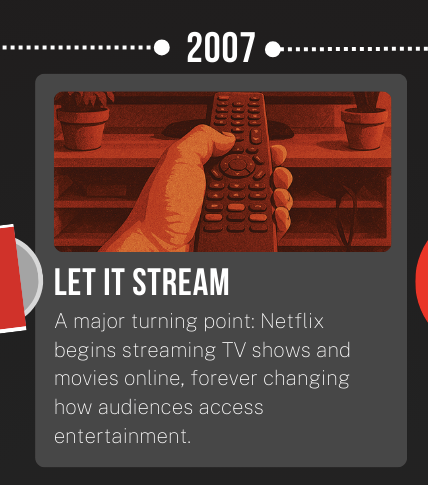 2007
LET IT STREAM
A major turning point: Netflix
begins streaming TV shows and
movies online, forever changing
how audiences access
entertainment.